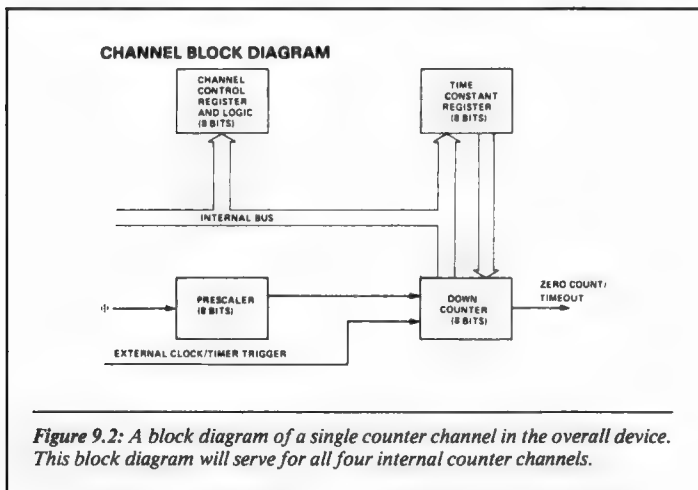 CHANNEL BLOCK DIAGRAM
CHANNEL
CONTROL
REGISTER
AND LOGIC
(8 BITS)
TIME
CONSTANT
REGISTER
(8 BITS)
INTERNAL BUS
Φ
PRESCALER
(8 BITS)
DOWN
COUNTER
(8 BITS)
ZERO COUNT/
TIMEOUT
EXTERNAL CLOCK/TIMER TRIGGER
Figure 9.2: A block diagram of a single counter channel in the overall device.
This block diagram will serve for all four internal counter channels.